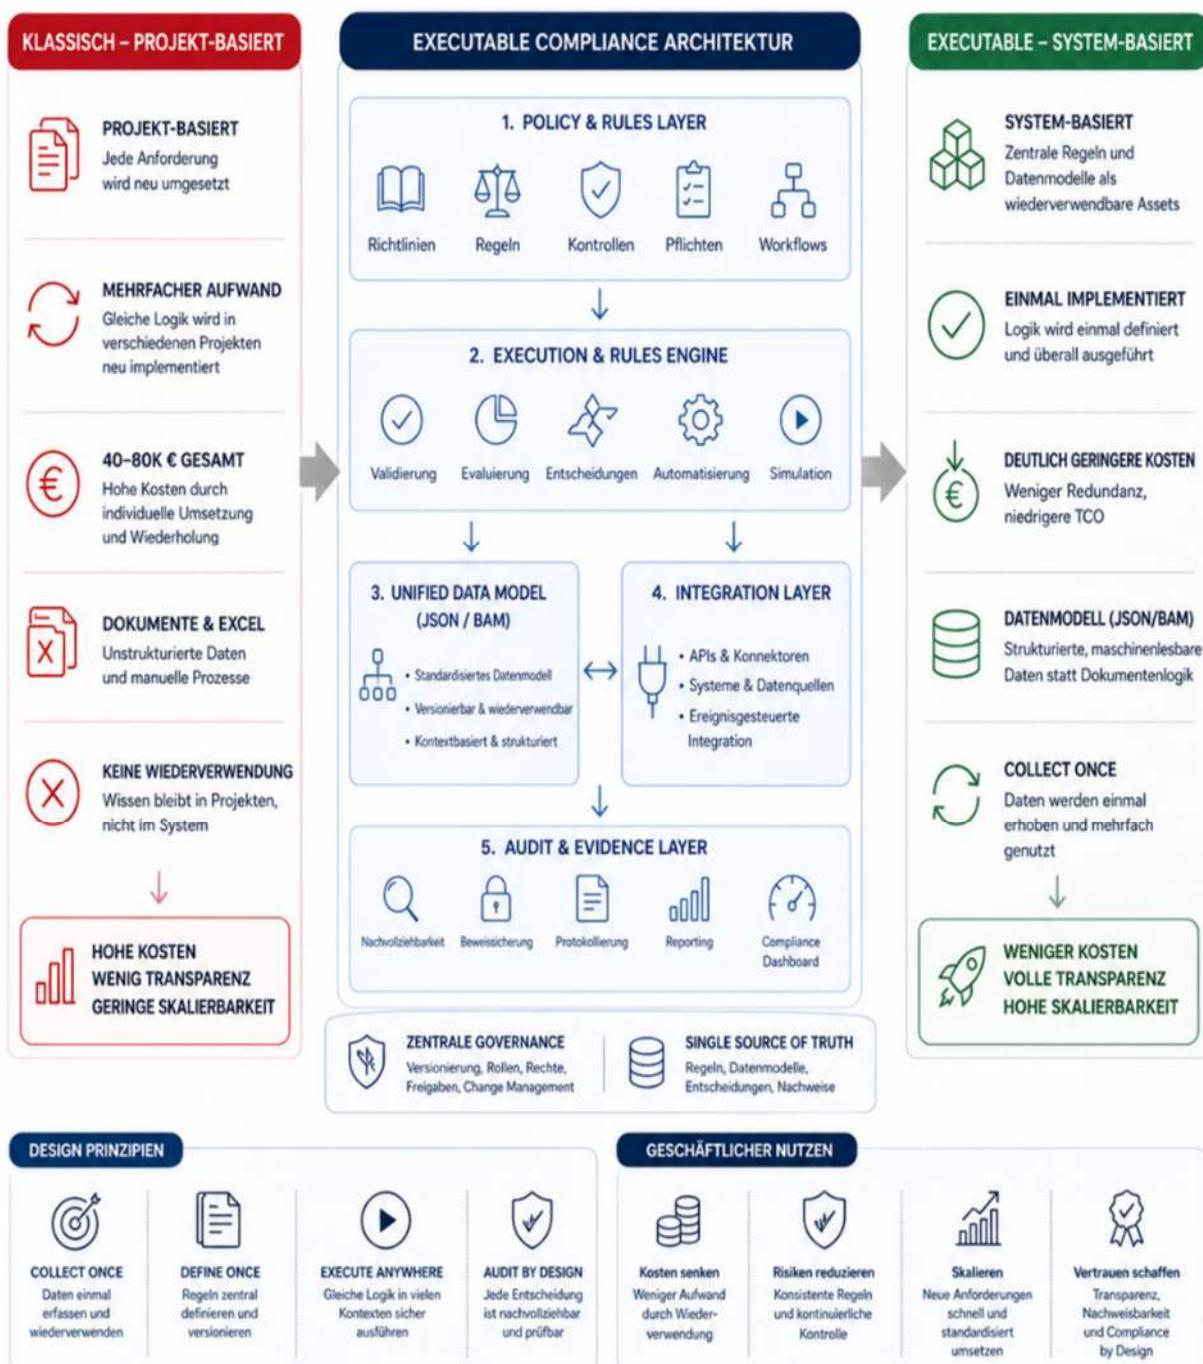 KLASSISCH – PROJEKT-BASIERT
PROJEKT-BASIERT
Jede Anforderung
wird neu umgesetzt
MEHRFACHER AUFWAND
Gleiche Logik wird in
verschiedenen Projekten
neu implementiert
40–80K € GESAMT
Hohe Kosten durch
individuelle Umsetzung
und Wiederholung
DOKUMENTE & EXCEL
Unstrukturierte Daten
und manuelle Prozesse
KEINE WIEDERVERWENDUNG
Wissen bleibt in Projekten,
nicht im System
HOHE KOSTEN
WENIG TRANSPARENZ
GERINGE SKALIERBARKEIT
EXECUTABLE COMPLIANCE ARCHITEKTUR
1. POLICY & RULES LAYER
Richtlinien
Regeln
Kontrollen
Pflichten
Workflows
2. EXECUTION & RULES ENGINE
Validierung
Evaluierung
Entscheidungen
Automatisierung
Simulation
3. UNIFIED DATA MODEL
(JSON / BAM)
• Standardisiertes Datenmodell
• Versionierbar & wiederverwendbar
• Kontextbasiert & strukturiert
4. INTEGRATION LAYER
• APIs & Konnektoren
• Systeme & Datenquellen
• Ereignisgesteuerte
Integration
5. AUDIT & EVIDENCE LAYER
Nachvollziehbarkeit
Beweissicherung
Protokollierung
Reporting
Compliance
Dashboard
ZENTRALE GOVERNANCE
Versionierung, Rollen, Rechte,
Freigaben, Change Management
SINGLE SOURCE OF TRUTH
Regeln, Datenmodelle,
Entscheidungen, Nachweise
EXECUTABLE – SYSTEM-BASIERT
SYSTEM-BASIERT
Zentrale Regeln und
Datenmodelle als
wiederverwendbare Assets
EINMAL IMPLEMENTIERT
Logik wird einmal definiert
und überall ausgeführt
DEUTLICH GERINGERE KOSTEN
Weniger Redundanz,
niedrigere TCO
DATENMODELL (JSON/BAM)
Strukturierte, maschinenlesbare
Daten statt Dokumentenlogik
COLLECT ONCE
Daten werden einmal
erhoben und mehrfach
genutzt
WENIGER KOSTEN
VOLLE TRANSPARENZ
HOHE SKALIERBARKEIT
DESIGN PRINZIPIEN
COLLECT ONCE
Daten einmal
erfassen und
wiederverwenden
DEFINE ONCE
Regeln zentral
definieren und
versionieren
EXECUTE ANYWHERE
Gleiche Logik in vielen
Kontexten sicher
ausführen
AUDIT BY DESIGN
Jede Entscheidung
ist nachvollziehbar
und prüfbar
GESCHÄFTLICHER NUTZEN
Kosten senken
Weniger Aufwand
durch Wieder-
verwendung
Risiken reduzieren
Konsistente Regeln
und kontinuierliche
Kontrolle
Skalieren
Neue Anforderungen
schnell und
standardisiert
umsetzen
Vertrauen schaffen
Transparenz,
Nachweisbarkeit
und Compliance
by Design